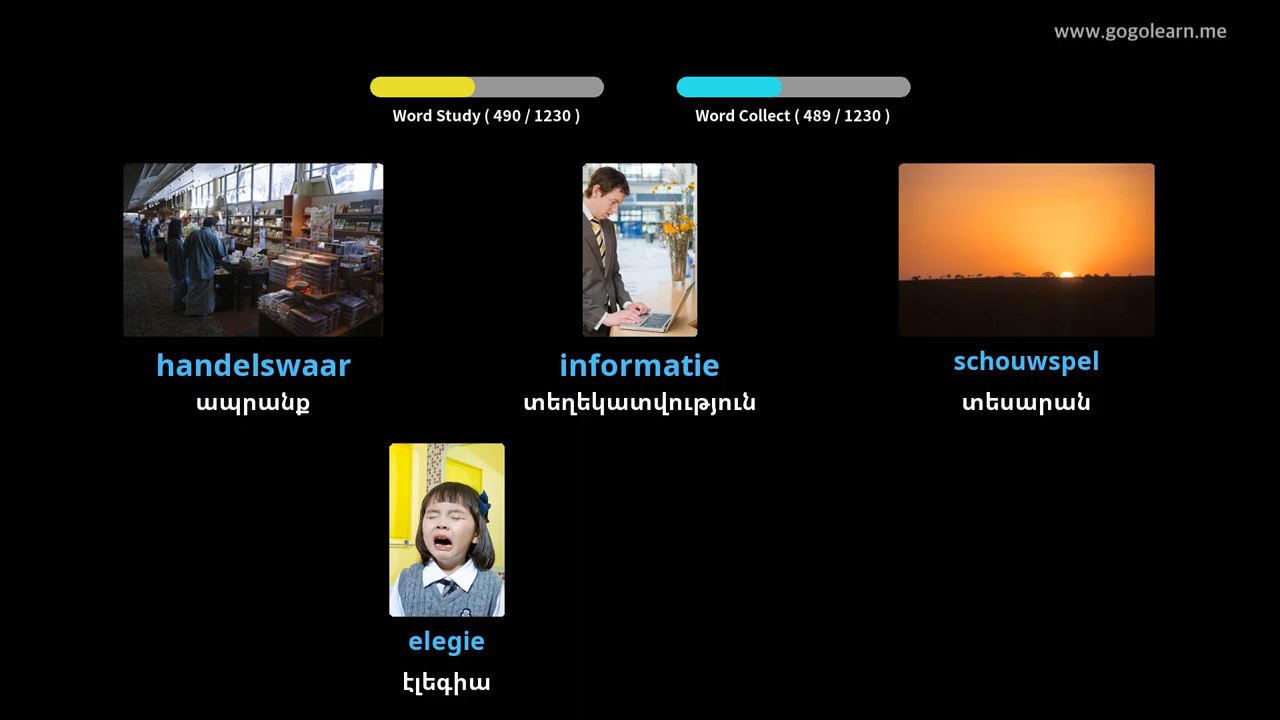 www.gogolearn.me
Word Study ( 490 / 1230 )
Word Collect ( 489 / 1230 )
handelswaar
ապրանք
informatie
տեղեկատվություն
schouwspel
տեսարան
elegie
էլեգիա